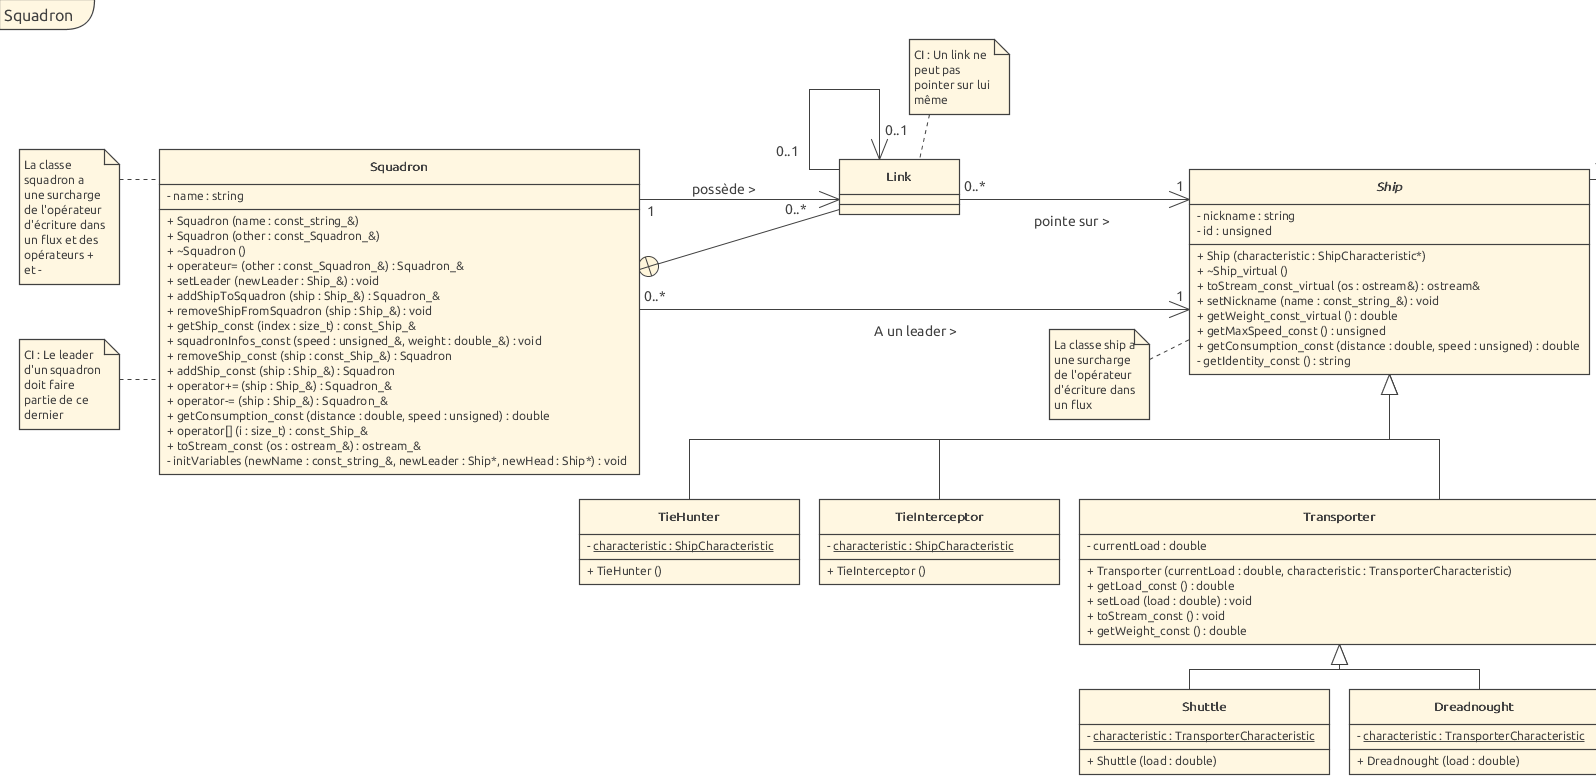 Squadron
CI : Un link ne
peut pas
pointer sur lui
même
0..1
0..1
La classe
squadron a
une surcharge
de l'opérateur
d'écriture dans
un flux et des
opérateurs +
et -
CI : Le leader
d'un squadron
doit faire
partie de ce
dernier
Squadron
- name : string
+ Squadron (name : const_string_&)
+ Squadron (other : const_Squadron_&)
+ ~Squadron ()
+ operateur= (other : const_Squadron_&) : Squadron_&
+ setLeader (newLeader : Ship_&) : void
+ addShipToSquadron (ship : Ship_&) : Squadron_&
+ removeShipFromSquadron (ship : Ship_&) : void
+ getShip_const (index : size_t) : const_Ship_&
+ squadronInfos_const (speed : unsigned_&, weight : double_&) : void
+ removeShip_const (ship : const_Ship_&) : Squadron
+ addShip_const (ship : Ship_&) : Squadron
+ operator+= (ship : Ship_&) : Squadron_&
+ operator-= (ship : Ship_&) : Squadron_&
+ getConsumption_const (distance : double, speed : unsigned) : double
+ operator[] (i : size_t) : const_Ship_&
+ toStream_const (os : ostream_&) : ostream_&
- initVariables (newName : const_string_&, newLeader : Ship*, newHead : Ship*) : void
possède >
1
0..*
Link
0..*
1
pointe sur >
0..*
1
A un leader >
Ship
- nickname : string
- id : unsigned
+ Ship (characteristic : ShipCharacteristic*)
+ ~Ship_virtual ()
+ toStream_const_virtual (os : ostream&) : ostream&
+ setNickname (name : const_string_&) : void
+ getWeight_const_virtual () : double
+ getMaxSpeed_const () : unsigned
+ getConsumption_const (distance : double, speed : unsigned) : double
- getIdentity_const () : string
La classe ship a
une surcharge
de l'opérateur
d'écriture dans
un flux
TieHunter
- characteristic : ShipCharacteristic
+ TieHunter ()
TieInterceptor
- characteristic : ShipCharacteristic
+ TieInterceptor ()
Transporter
- currentLoad : double
+ Transporter (currentLoad : double, characteristic : TransporterCharacteristic)
+ getLoad_const () : double
+ setLoad (load : double) : void
+ toStream_const () : void
+ getWeight_const () : double
Shuttle
- characteristic : TransporterCharacteristic
+ Shuttle (load : double)
Dreadnought
- characteristic : TransporterCharacteristic
+ Dreadnought (load : double)